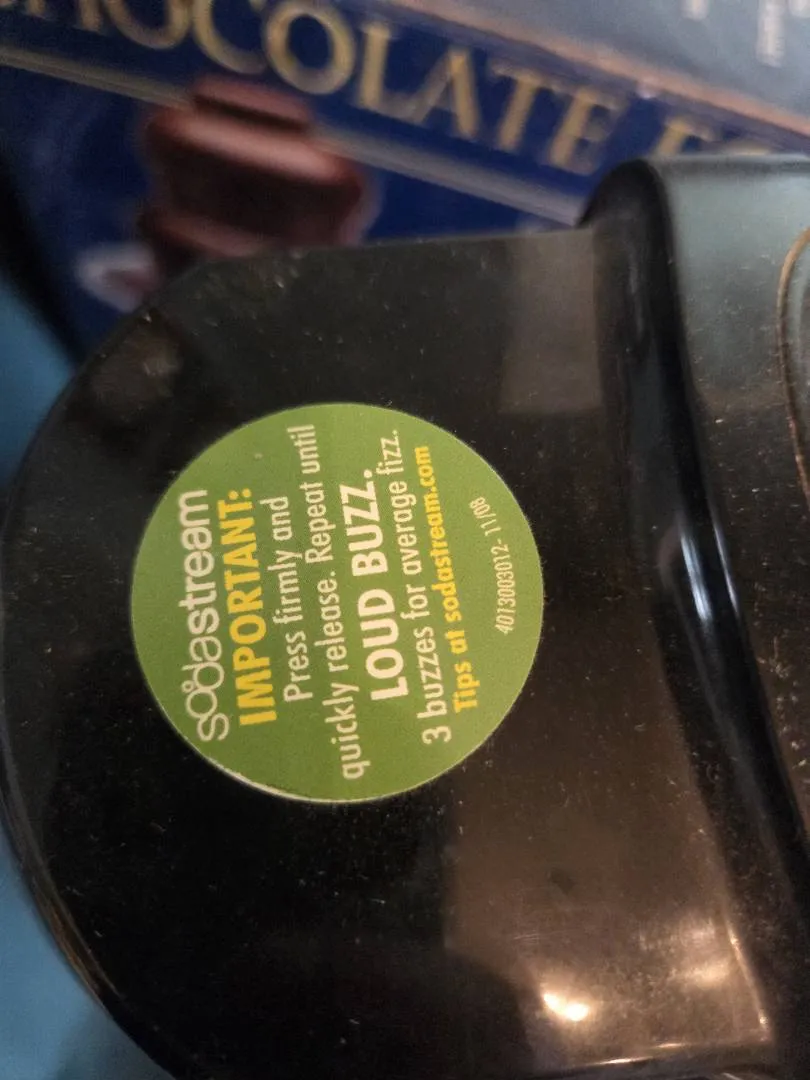 CHOCOLATE
sodastream
IMPORTANT:
Press firmly and
quickly release. Repeat until
LOUD BUZZ.
3 buzzes for average fizz.
Tips at sodastream.com
4013003012- 11/08